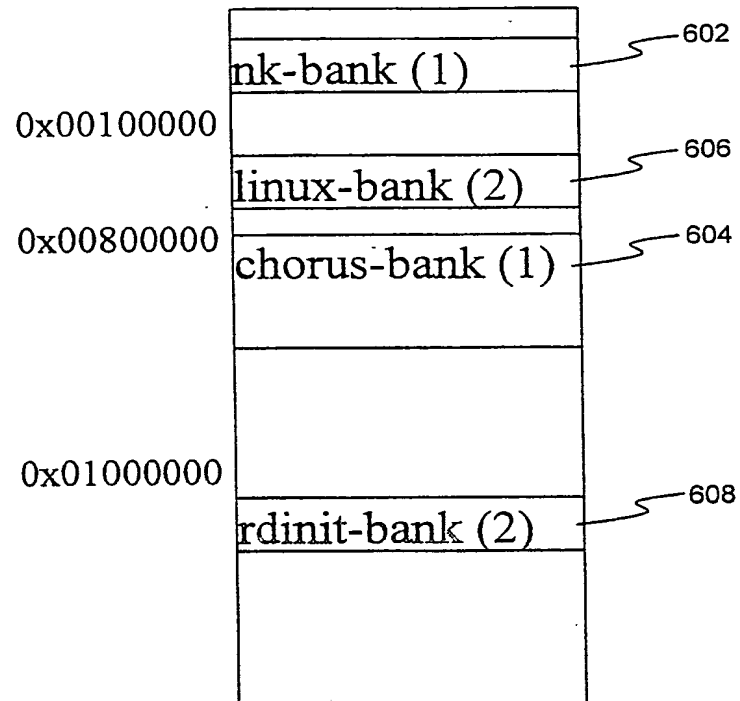 602
nk-bank (1)
0x00100000
606
linux-bank (2)
0x00800000
604
chorus-bank (1)
0x01000000
608
rdinit-bank (2)